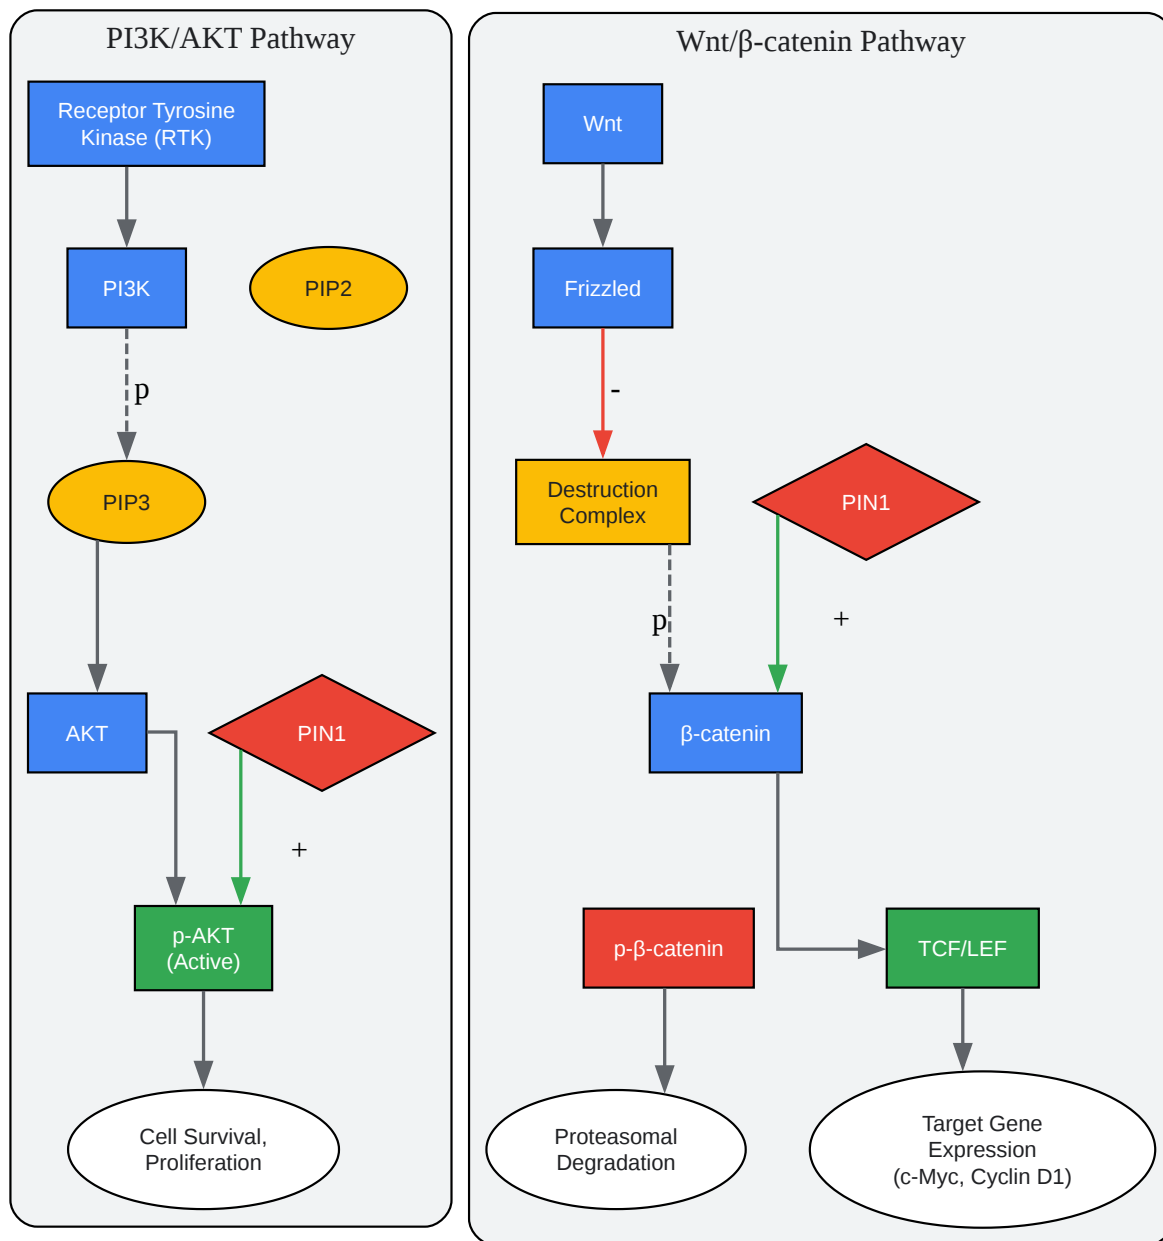 PI3K/AKT Pathway
Receptor Tyrosine
Kinase (RTK)
PI3K
PIP2
p
PIP3
AKT
PIN1
+
p-AKT
(Active)
Cell Survival,
Proliferation
Wnt/β-catenin Pathway
Wnt
Frizzled
-
Destruction
Complex
PIN1
p
+
β-catenin
p-β-catenin
TCF/LEF
Proteasomal
Degradation
Target Gene
Expression
(c-Myc, Cyclin D1)